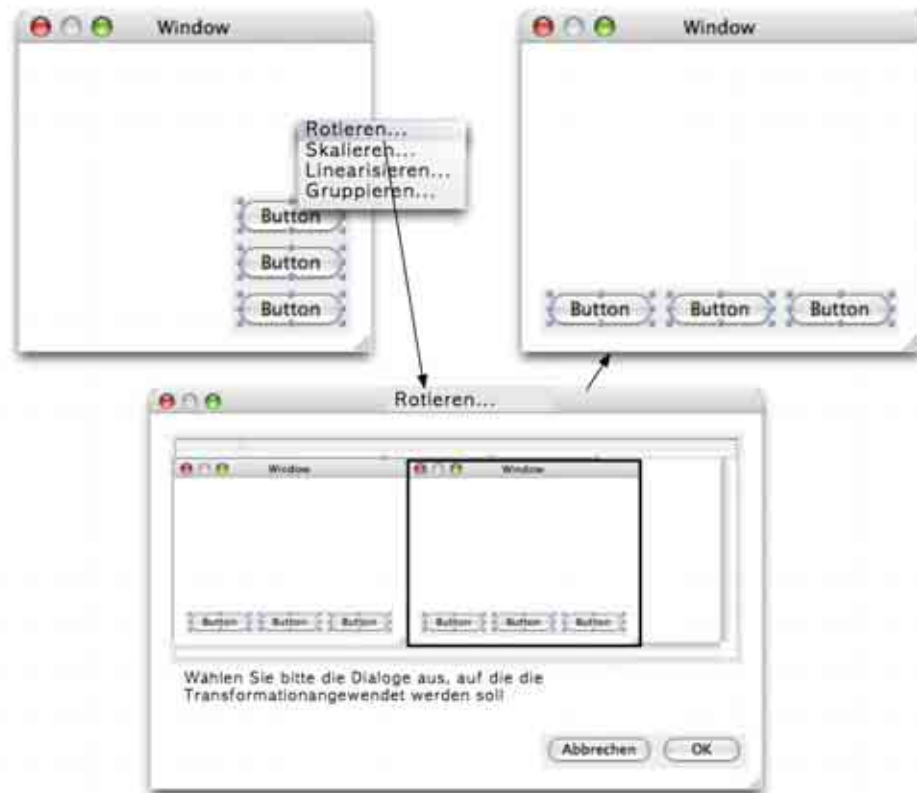 Window
Rotieren...
Skalieren...
Linearisieren...
Gruppieren...
Button
Button
Button
Window
Button Button Button
Rotieren...
Window
Button Button Button
Window
Button Button Button
Wählen Sie bitte die Dialoge aus, auf die die
Transformationangewendet werden soll
Abbrechen
OK